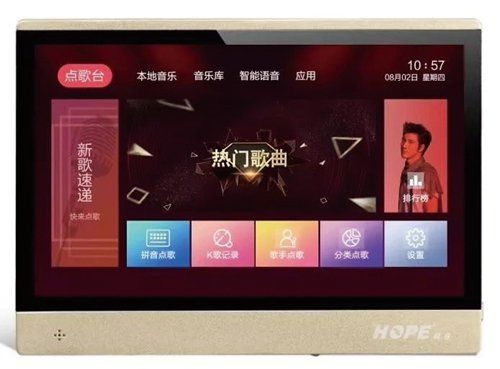 点歌台 本地音乐 音乐库 智能语音 应用 10:57
08月02日 星期四
新歌速递
快来点歌
热门歌曲
排行榜
拼音点歌 K歌记录 歌手点歌 分类点歌 设置
HOPE